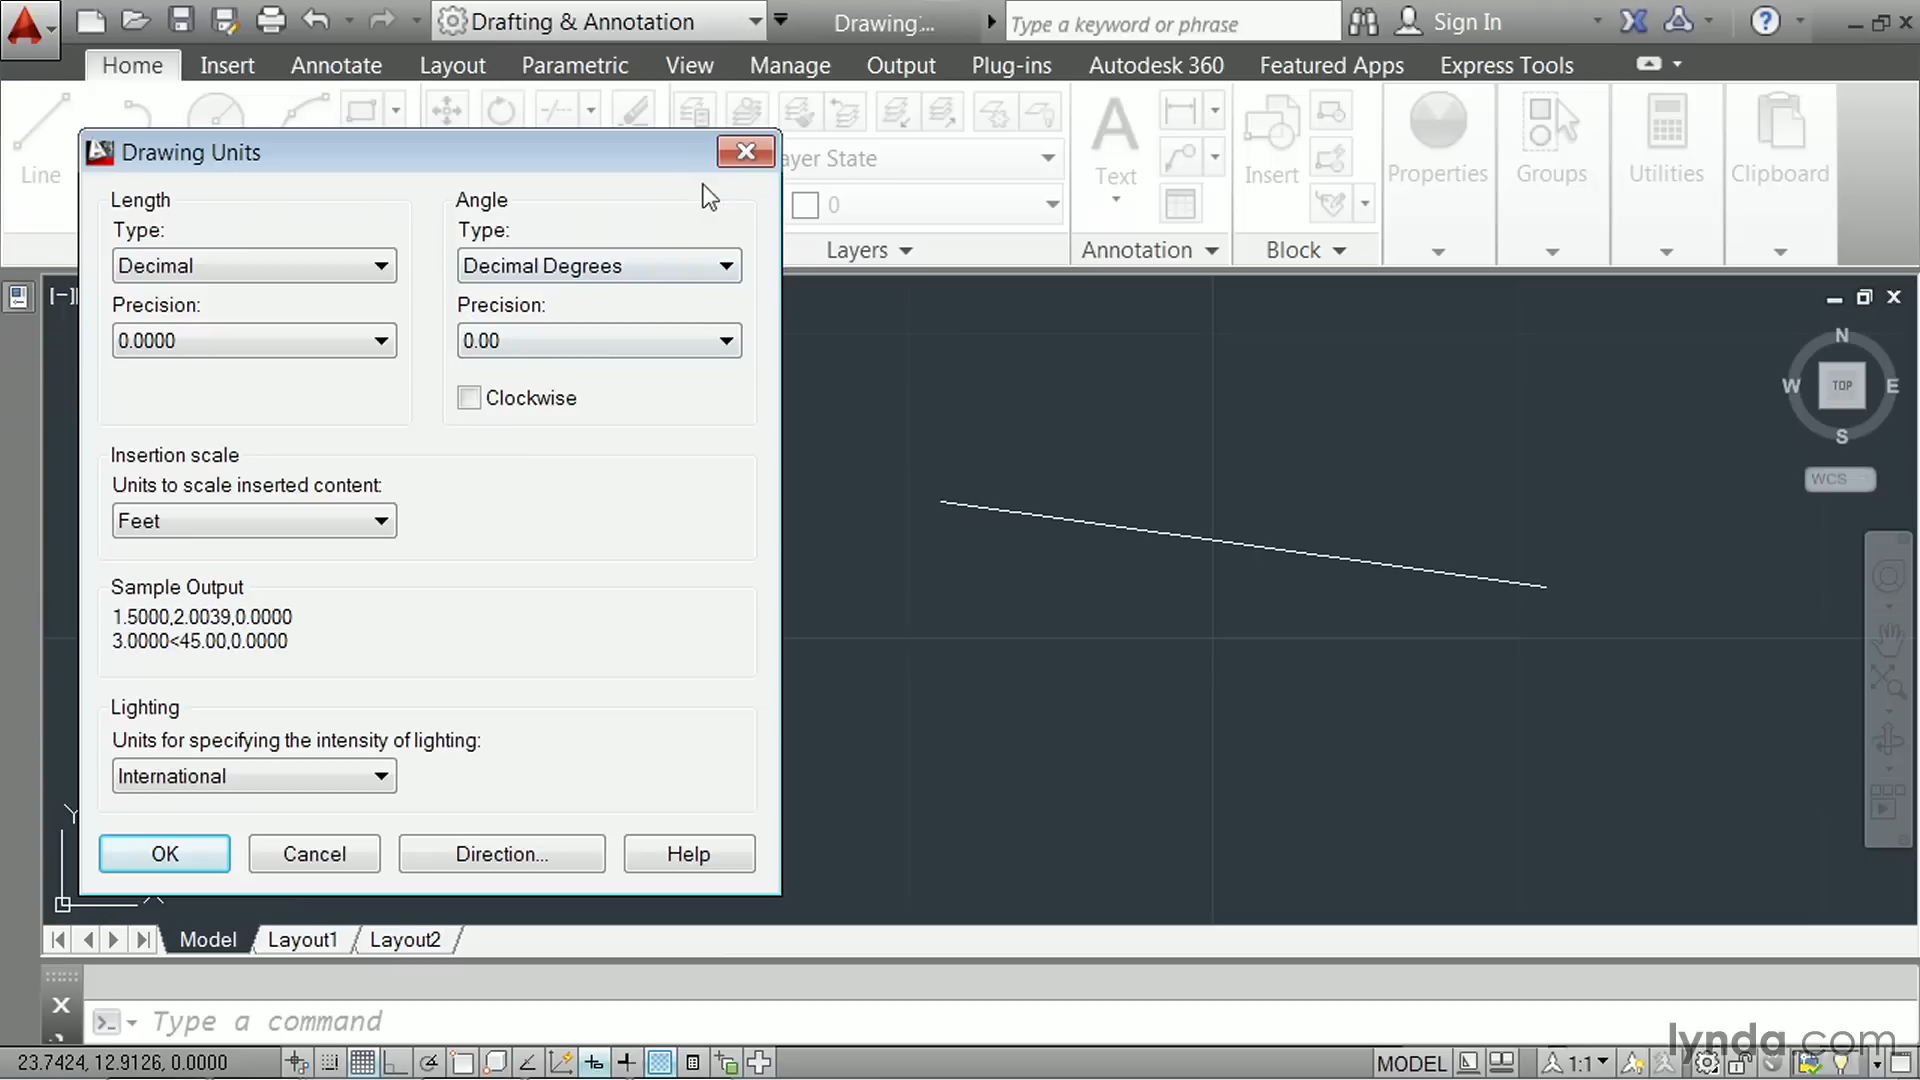 Drafting & Annotation
Drawing...
Type a keyword or phrase
Sign In
Home
Insert
Annotate
Layout
Parametric
View
Manage
Output
Plug-ins
Autodesk 360
Featured Apps
Express Tools
Line
ayer State
0
Text
Insert
Properties
Groups
Utilities
Clipboard
Layers
Annotation
Block
Drawing Units
Length
Type:
Decimal
Precision:
0.0000
Angle
Type:
Decimal Degrees
Precision:
0.00
Clockwise
Insertion scale
Units to scale inserted content:
Feet
Sample Output
1.5000,2.0039,0.0000
3.0000<45.00,0.0000
Lighting
Units for specifying the intensity of lighting:
International
OK
Cancel
Direction...
Help
[–]
N
W
TOP
E
S
WCS
Y
Model
Layout1
Layout2
Type a command
lynda.com
23.7424, 12.9126, 0.0000
MODEL
1:1